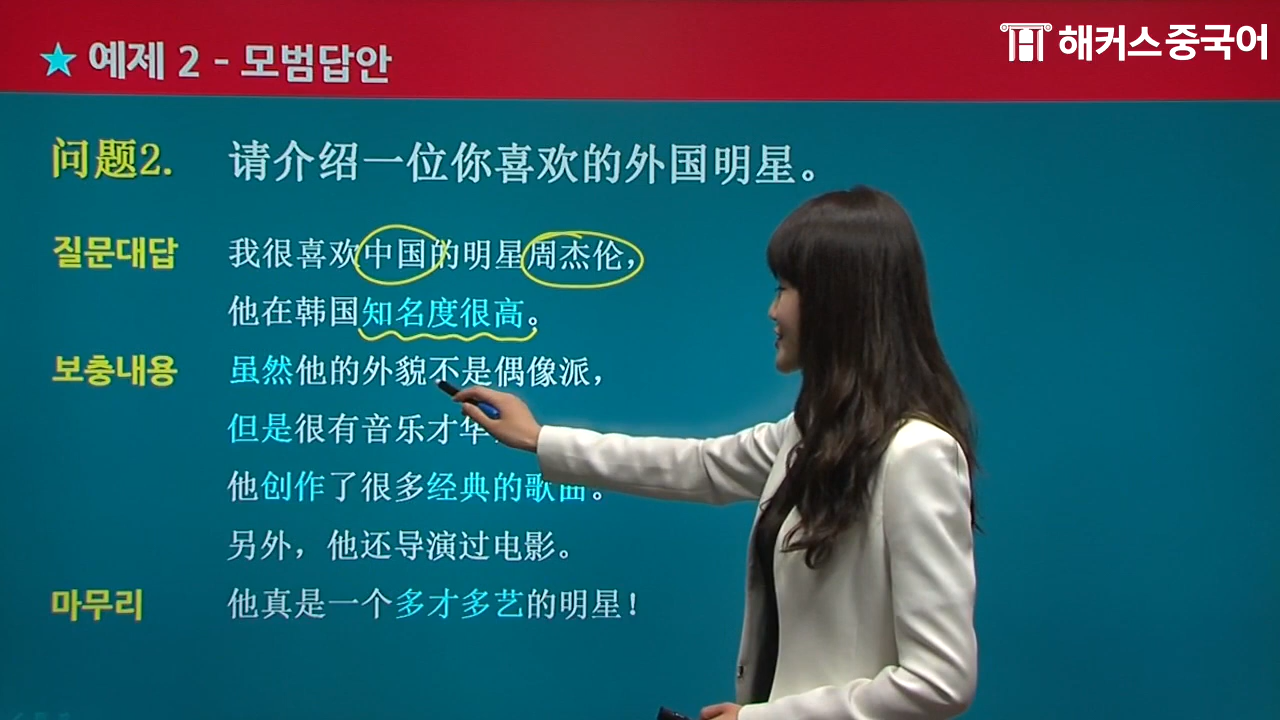 ★ 예제 2 - 모범답안
해커스중국어
问题2. 请介绍一位你喜欢的外国明星。
질문대답 我很喜欢中国的明星周杰伦，
他在韩国知名度很高。
보충내용 虽然他的外貌不是偶像派，
但是很有音乐才华
他创作了很多经典的歌曲。
另外，他还导演过电影。
마무리 他真是一个多才多艺的明星！